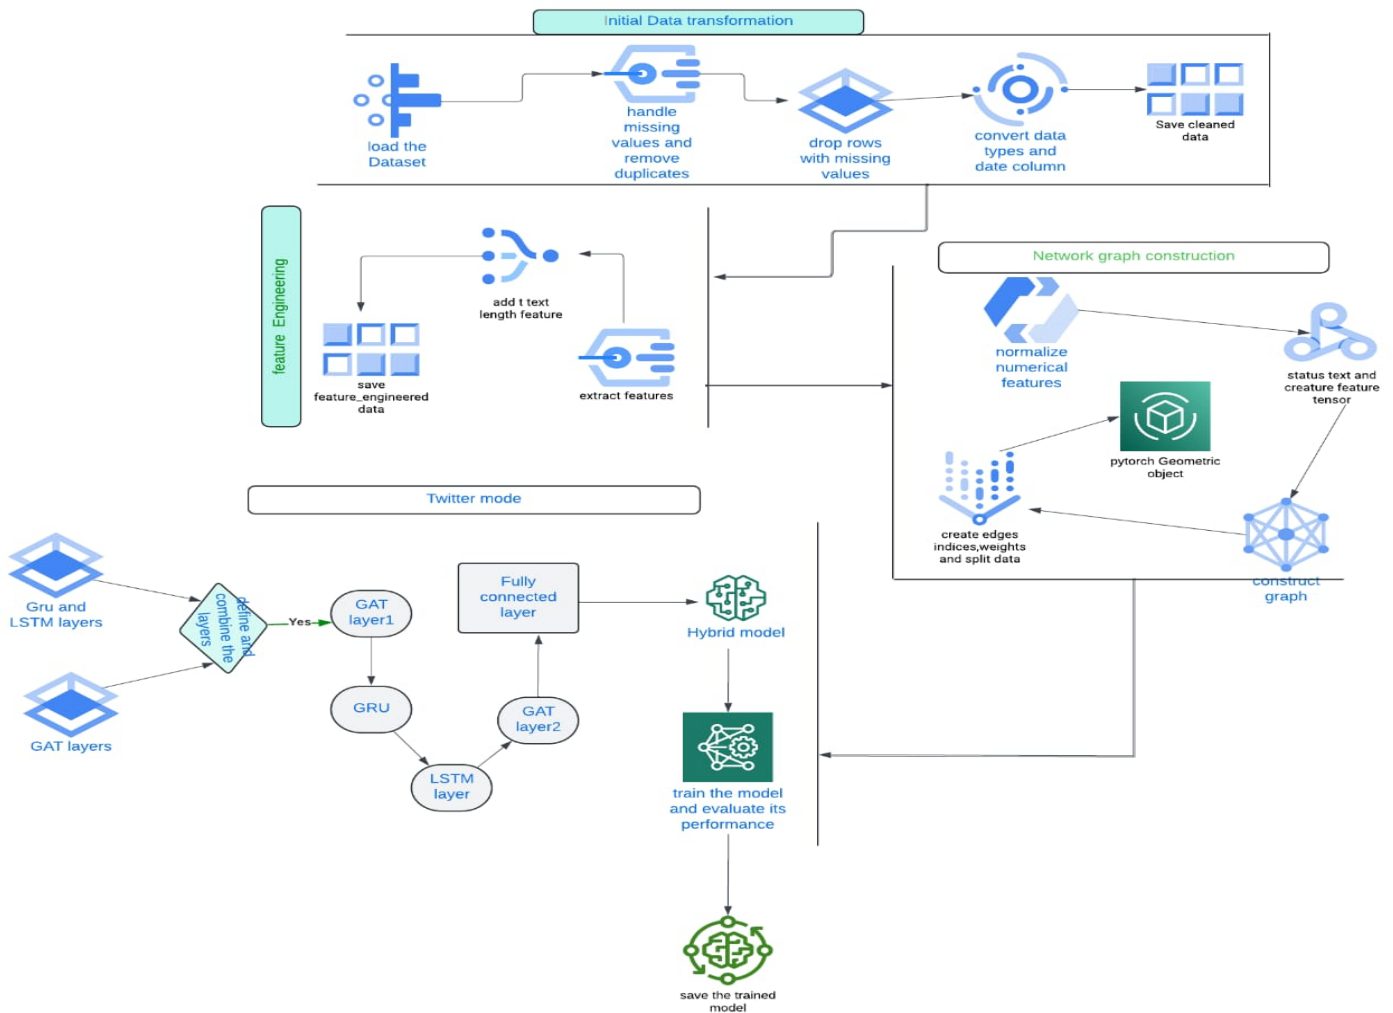 Initial Data transformation
load the
Dataset
handle
missing
values and
remove
duplicates
drop rows
with missing
values
convert data
types and
date column
Save cleaned
data
feature Engineering
add t text
length feature
save
feature_engineered
data
extract features
Network graph construction
normalize
numerical
features
status text and
creature feature
tensor
pytorch Geometric
object
create edges
indices,weights
and split data
construct
graph
Twitter mode
Gru and
LSTM layers
GAT layers
define and
combine the
layers
Yes
GAT
layer1
GRU
LSTM
layer
GAT
layer2
Fully
connected
layer
Hybrid model
train the model
and evaluate its
performance
save the trained
model